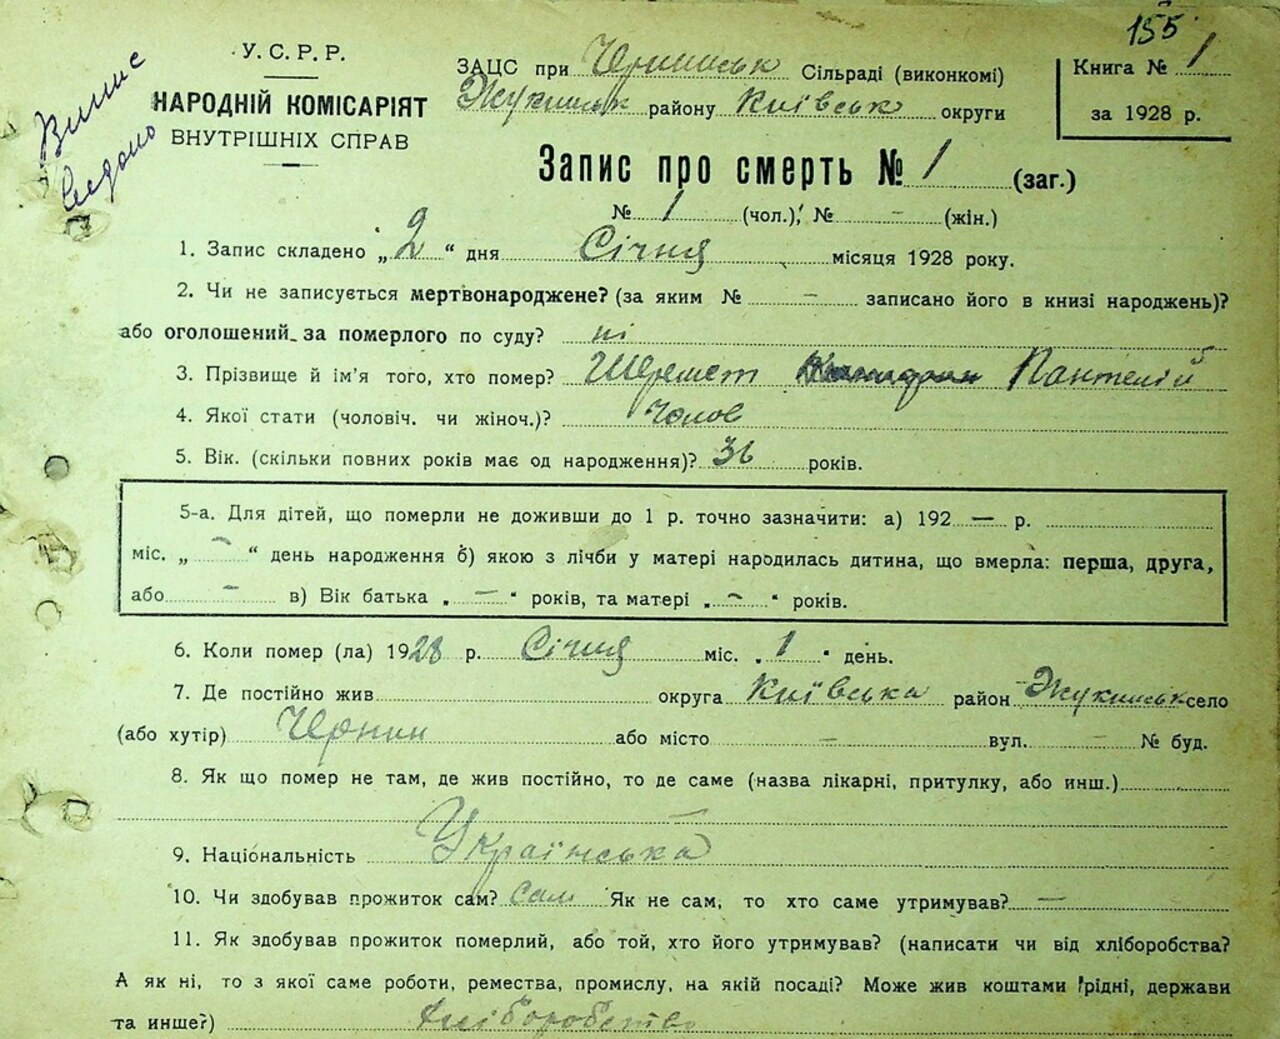 155
Випис видано
У.С.Р.Р.
НАРОДНІЙ КОМІСАРІЯТ
ВНУТРІШНІХ СПРАВ
ЗАЦС при Чернинськ Сільраді (виконкомі)
Жукинськ району Київськ округи
Книга № 1
за 1928 р.
Запис про смерть № 1 (заг.)
№ 1 (чол.), № – (жін.)
1. Запис складено „2“ дня Січня місяця 1928 року.
2. Чи не записується мертвонароджене? (за яким № – записано його в книзі народжень)?
або оголошений за померлого по суду? ні
3. Прізвище й ім'я того, хто помер? Шеремет Пантелій
4. Якої стати (чоловіч. чи жіноч.)? Чолов
5. Вік. (скільки повних років має од народження)? 36 років.
5-а. Для дітей, що померли не доживши до 1 р. точно зазначити: а) 192 — р.
міс. „ – “ день народження б) якою з лічби у матері народилась дитина, що вмерла: перша, друга,
або – в) Вік батька „ — “ років, та матері „ – “ років.
6. Коли помер (ла) 1928 р. Січня міс. „1“ день.
7. Де постійно жив округа Київська район Жукинськ село
(або хутір) Чернин або місто – вул. – № буд.
8. Як що помер не там, де жив постійно, то де саме (назва лікарні, притулку, або инш.)
—
9. Національність Українська
10. Чи здобував прожиток сам? Сам Як не сам, то хто саме утримував? —
11. Як здобував прожиток померлий, або той, хто його утримував? (написати чи від хліборобства?
А як ні, то з якої саме роботи, ремества, промислу, на якій посаді? Може жив коштами рідні, держави
та инше?) Хліборобство